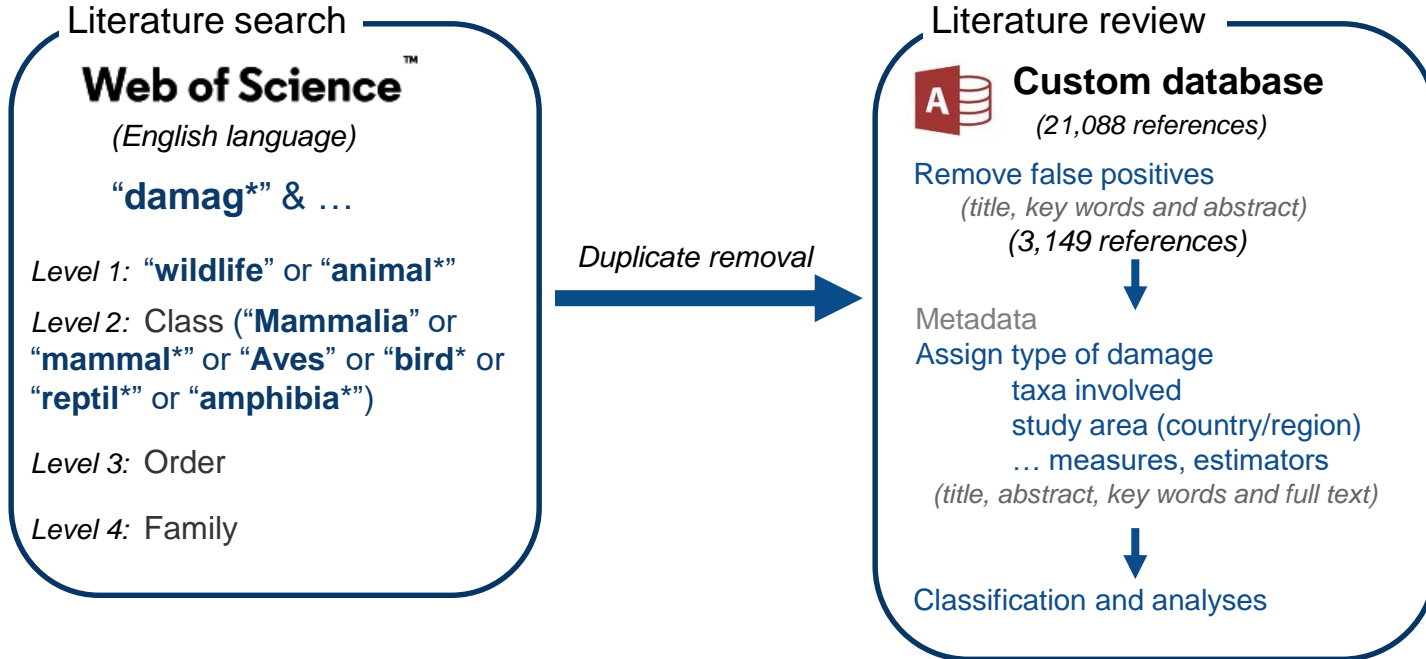 Literature search
Web of Science™
(English language)
“damag*” & …
Level 1: “wildlife” or “animal*”
Level 2: Class (“Mammalia” or
“mammal*” or “Aves” or “bird* or
“reptil*” or “amphibia*”)
Level 3: Order
Level 4: Family
Duplicate removal
Literature review
A
Custom database
(21,088 references)
Remove false positives
(title, key words and abstract)
(3,149 references)
Metadata
Assign type of damage
taxa involved
study area (country/region)
… measures, estimators
(title, abstract, key words and full text)
Classification and analyses